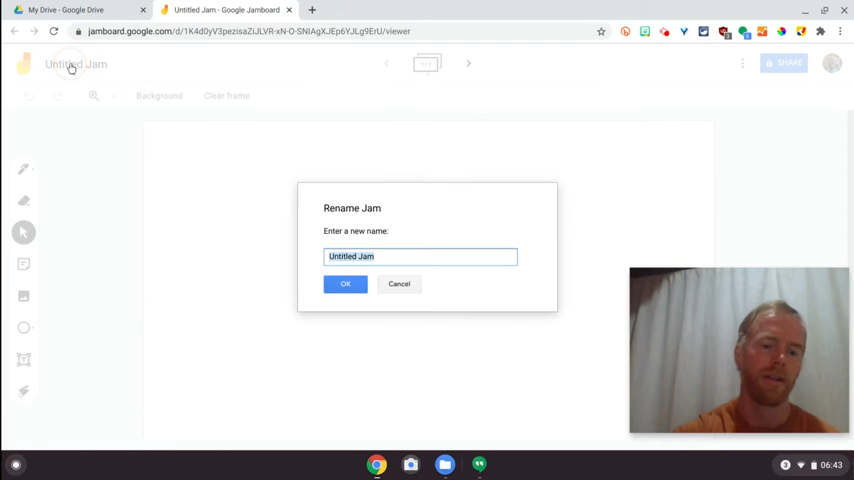 My Drive - Google Drive
Untitled Jam - Google Jamboard
jamboard.google.com/d/1K4d0yV3pezisaZiJLVR-xN-O-SNIAgXJEp6YJLg9ErU/viewer
Untitled Jam
1/1
SHARE
Background
Clear frame
Rename Jam
Enter a new name:
Untitled Jam
OK
Cancel
3
06:43